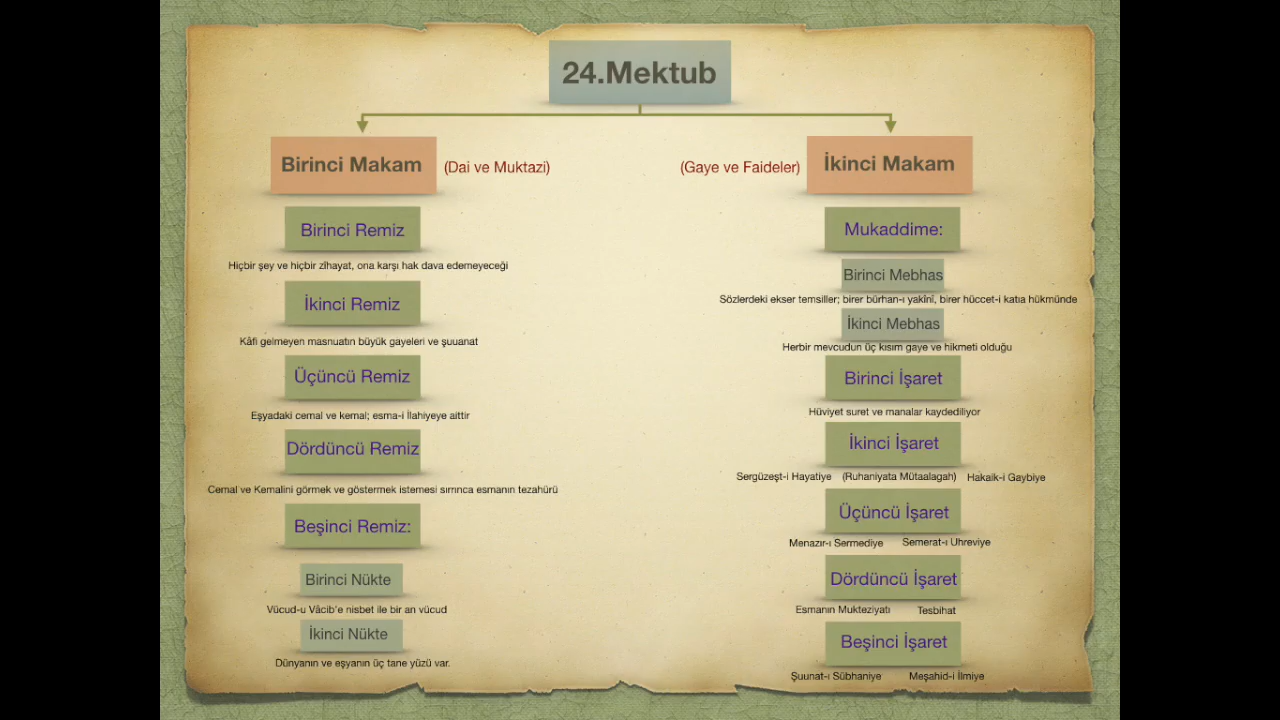 24.Mektub
Birinci Makam
(Dai ve Muktazi)
Birinci Remiz
Hiçbir şey ve hiçbir zîhayat, ona karşı hak dava edemeyeceği
İkinci Remiz
Kâfi gelmeyen masnuatın büyük gayeleri ve şuuanat
Üçüncü Remiz
Eşyadaki cemal ve kemal; esma-i İlahiyeye aittir
Dördüncü Remiz
Cemal ve Kemalini görmek ve göstermek istemesi sırrınca esmanın tezahürü
Beşinci Remiz:
Birinci Nükte
Vücud-u Vâcib'e nisbet ile bir an vücud
İkinci Nükte
Dünyanın ve eşyanın üç tane yüzü var.
(Gaye ve Faideler)
İkinci Makam
Mukaddime:
Birinci Mebhas
Sözlerdeki ekser temsiller; birer bürhan-ı yakînî, birer hüccet-i katıa hükmünde
İkinci Mebhas
Herbir mevcudun üç kısım gaye ve hikmeti olduğu
Birinci İşaret
Hüviyet suret ve manalar kaydediliyor
İkinci İşaret
Sergüzeşt-i Hayatiye (Ruhaniyata Mütaalagah) Hakaik-i Gaybiye
Üçüncü İşaret
Menazır-ı Sermediye Semerat-ı Uhreviye
Dördüncü İşaret
Esmanın Mukteziyatı Tesbihat
Beşinci İşaret
Şuunat-ı Sübhaniye Meşahid-i İlmiye